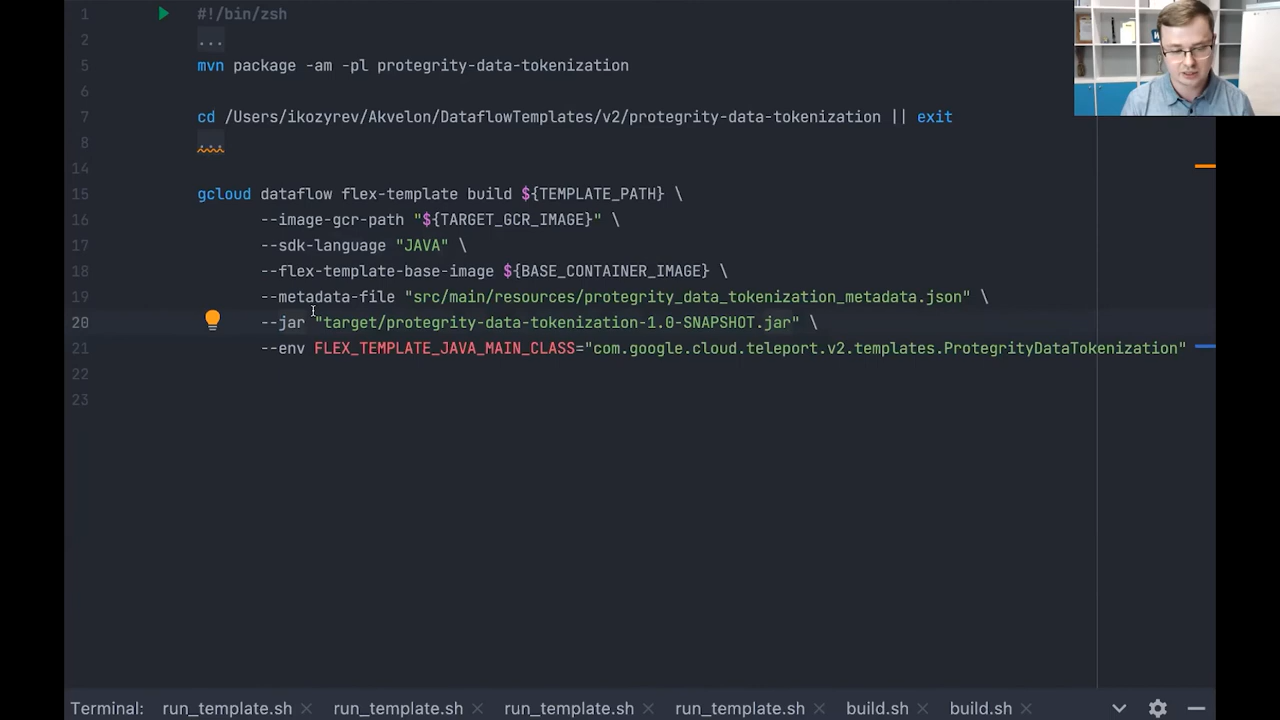 1 #!/bin/zsh
2 ...
5 mvn package -am -pl protegrity-data-tokenization
6
7 cd /Users/ikozyrev/Akvelon/DataflowTemplates/v2/protegrity-data-tokenization || exit
8 ...
14
15 gcloud dataflow flex-template build ${TEMPLATE_PATH} \
16 --image-gcr-path "${TARGET_GCR_IMAGE}" \
17 --sdk-language "JAVA" \
18 --flex-template-base-image ${BASE_CONTAINER_IMAGE} \
19 --metadata-file "src/main/resources/protegrity_data_tokenization_metadata.json" \
20 --jar "target/protegrity-data-tokenization-1.0-SNAPSHOT.jar" \
21 --env FLEX_TEMPLATE_JAVA_MAIN_CLASS="com.google.cloud.teleport.v2.templates.ProtegrityDataTokenization"
22
23
Terminal: run_template.sh run_template.sh run_template.sh run_template.sh build.sh build.sh